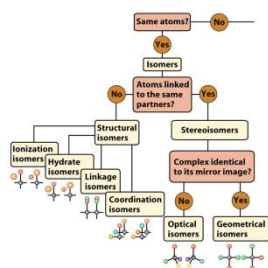 Same atoms?
No
Yes
Isomers
No
Atoms linked
to the same
partners?
Yes
Structural
isomers
Stereoisomers
Ionization
isomers
Hydrate
isomers
Linkage
isomers
Coordination
isomers
Complex identical
to its mirror image?
No
Yes
Optical
isomers
Geometrical
isomers